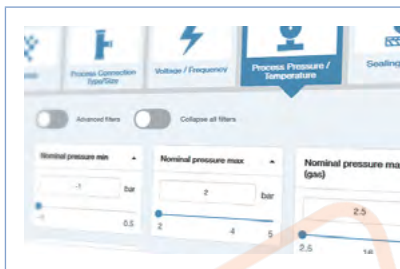 Process Connection
Type/Size
Voltage / Frequency
Process Pressure /
Temperature
Sealing
Advanced filters
Collapse all filters
Nominal pressure min
Nominal pressure max
Nominal pressure ma
(gas)
-1 bar
2 bar
2.5
-1 0.5
2 4 5
2.5 16